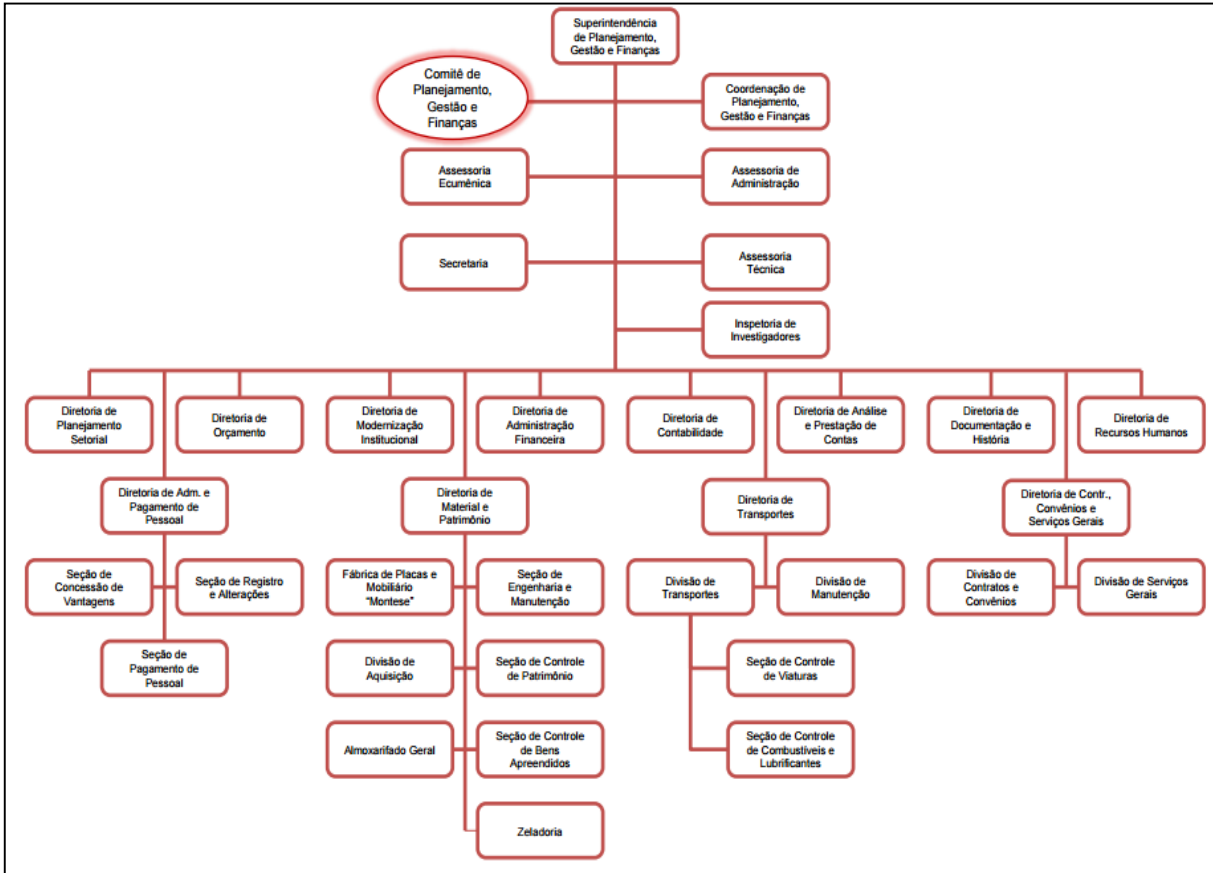 Superintendência
de Planejamento,
Gestão e Finanças
Comitê de
Planejamento,
Gestão e
Finanças
Coordenação de
Planejamento,
Gestão e Finanças
Assessoria
Ecumênica
Assessoria de
Administração
Secretaria
Assessoria
Técnica
Inspetoria de
Investigadores
Diretoria de
Planejamento
Setorial
Diretoria de
Orçamento
Diretoria de
Modernização
Institucional
Diretoria de
Administração
Financeira
Diretoria de
Contabilidade
Diretoria de Análise
e Prestação de
Contas
Diretoria de
Documentação e
História
Diretoria de
Recursos Humanos
Diretoria de Adm. e
Pagamento de
Pessoal
Diretoria de
Material e
Patrimônio
Diretoria de
Transportes
Diretoria de Contr.,
Convênios e
Serviços Gerais
Seção de
Concessão de
Vantagens
Seção de Registro
e Alterações
Fábrica de Placas e
Mobiliário
“Montese”
Seção de
Engenharia e
Manutenção
Divisão de
Transportes
Divisão de
Manutenção
Divisão de
Contratos e
Convênios
Divisão de Serviços
Gerais
Seção de
Pagamento de
Pessoal
Divisão de
Aquisição
Seção de Controle
de Patrimônio
Seção de Controle
de Viaturas
Almoxarifado Geral
Seção de Controle
de Bens
Apreendidos
Seção de Controle
de Combustíveis e
Lubrificantes
Zeladoria